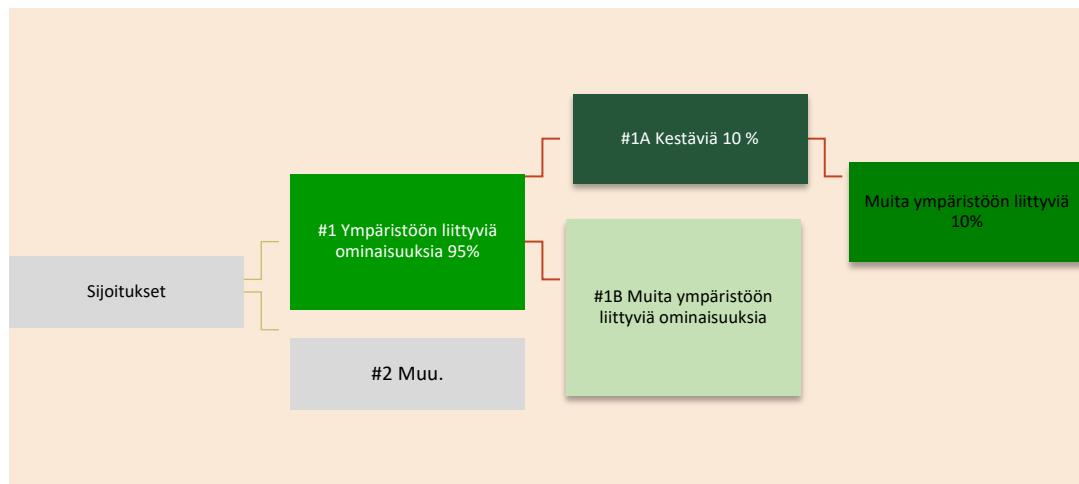 Sijoitukset
#1 Ympäristöön liittyviä
ominaisuuksia 95%
#2 Muu.
#1A Kestäviä 10 %
#1B Muita ympäristöön
liittyviä ominaisuuksia
Muita ympäristöön liittyviä
10%